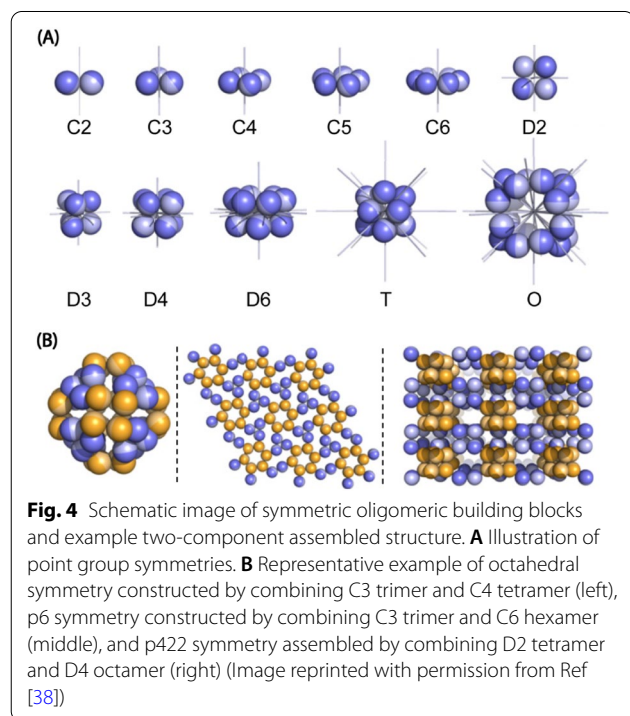 (A)
C2 C3 C4 C5 C6 D2
D3 D4 D6 T O
(B)
Fig. 4 Schematic image of symmetric oligomeric building blocks
and example two-component assembled structure. A Illustration of
point group symmetries. B Representative example of octahedral
symmetry constructed by combining C3 trimer and C4 tetramer (left),
p6 symmetry constructed by combining C3 trimer and C6 hexamer
(middle), and p422 symmetry assembled by combining D2 tetramer
and D4 octamer (right) (Image reprinted with permission from Ref
[38])